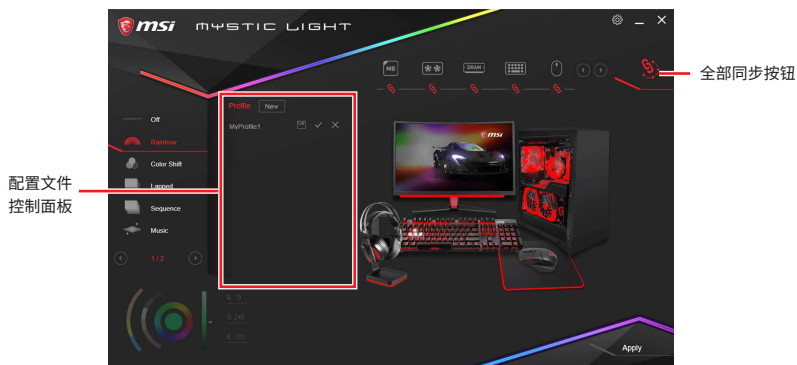 msi MYSTIC LIGHT
MB
DRAM
全部同步按钮
Profile New
MyProfile1
Off
Rainbow
Color Shift
Lapped
Sequence
Music
1/2
配置文件
控制面板
msi
R 0
G 240
B 120
Apply